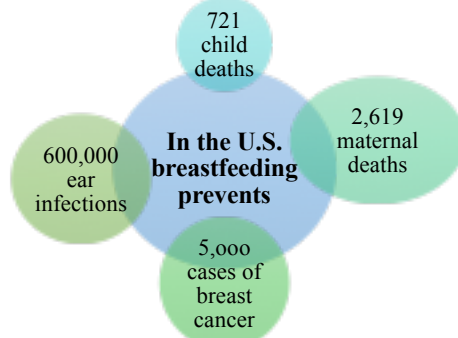 721
child
deaths
In the U.S.
breastfeeding
prevents
2,619
maternal
deaths
600,000
ear
infections
5,ooo
cases of
breast
cancer